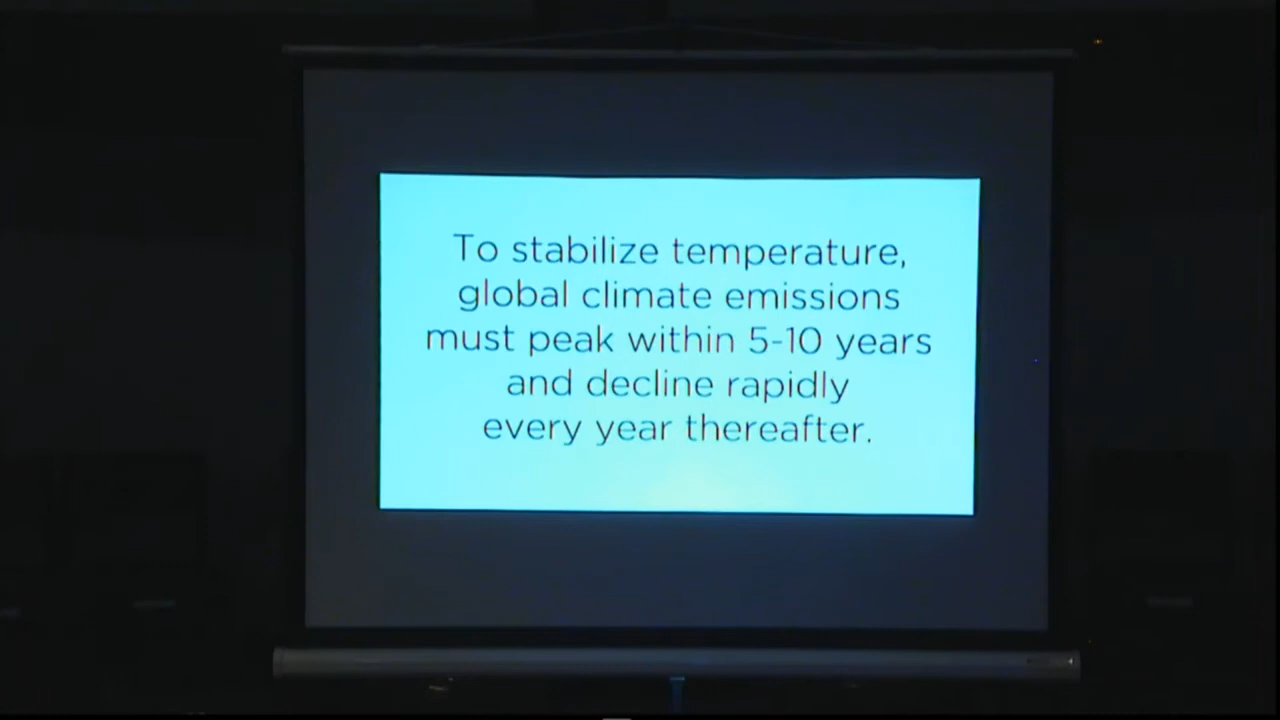 To stabilize temperature,
global climate emissions
must peak within 5-10 years
and decline rapidly
every year thereafter.